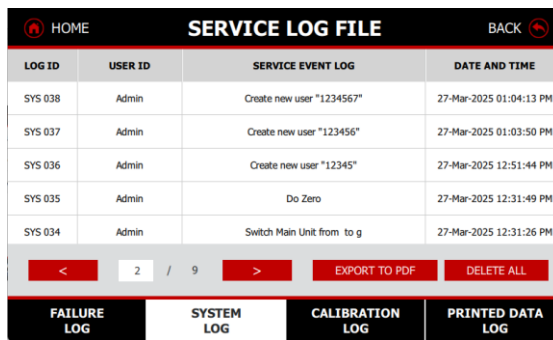 HOME SERVICE LOG FILE BACK
LOG ID USER ID SERVICE EVENT LOG DATE AND TIME
SYS 038 Admin Create new user "1234567" 27-Mar-2025 01:04:13 PM
SYS 037 Admin Create new user "123456" 27-Mar-2025 01:03:50 PM
SYS 036 Admin Create new user "12345" 27-Mar-2025 12:51:44 PM
SYS 035 Admin Do Zero 27-Mar-2025 12:31:49 PM
SYS 034 Admin Switch Main Unit from to g 27-Mar-2025 12:31:26 PM
< 2 / 9 > EXPORT TO PDF DELETE ALL
FAILURE SYSTEM CALIBRATION PRINTED DATA
LOG LOG LOG LOG